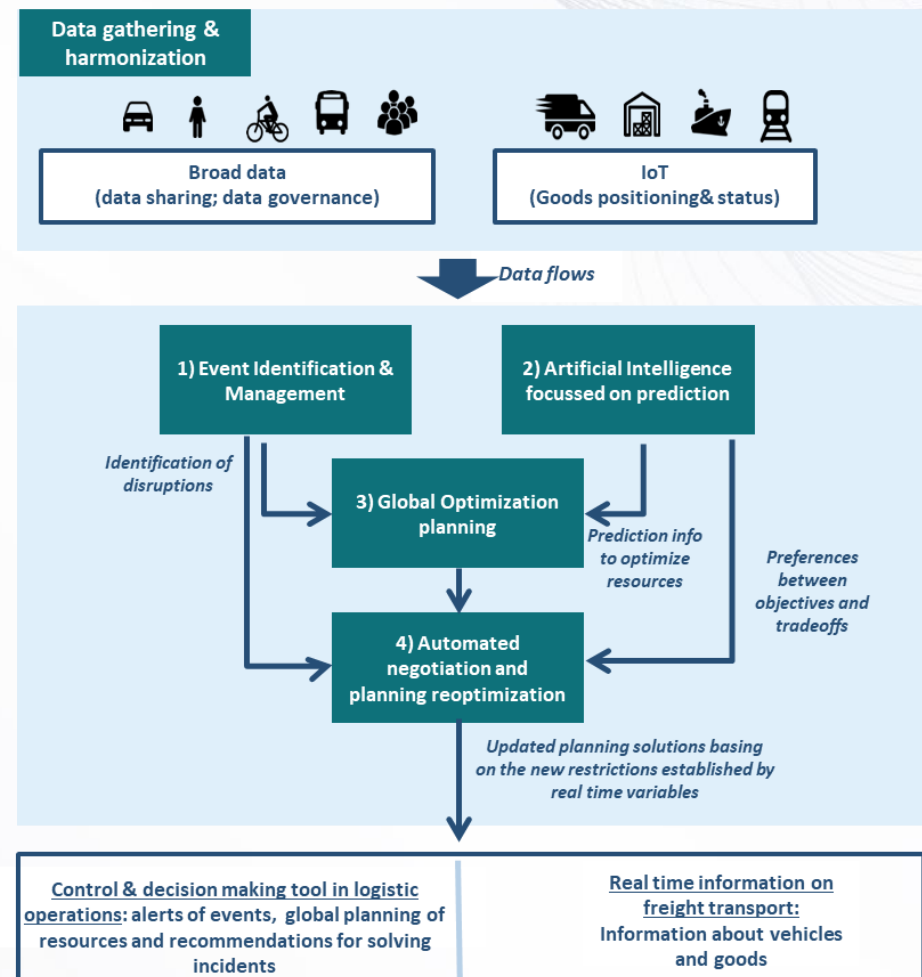 Data gathering &
harmonization
Broad data
(data sharing; data governance)
IoT
(Goods positioning& status)
Data flows
1) Event Identification &
Management
2) Artificial Intelligence
focussed on prediction
Identification of
disruptions
3) Global Optimization
planning
Prediction info
to optimize
resources
Preferences
between
objectives and
tradeoffs
4) Automated
negotiation and
planning reoptimization
Updated planning solutions basing
on the new restrictions established by
real time variables
Control & decision making tool in logistic
operations: alerts of events, global planning of
resources and recommendations for solving
incidents
Real time information on
freight transport:
Information about vehicles
and goods